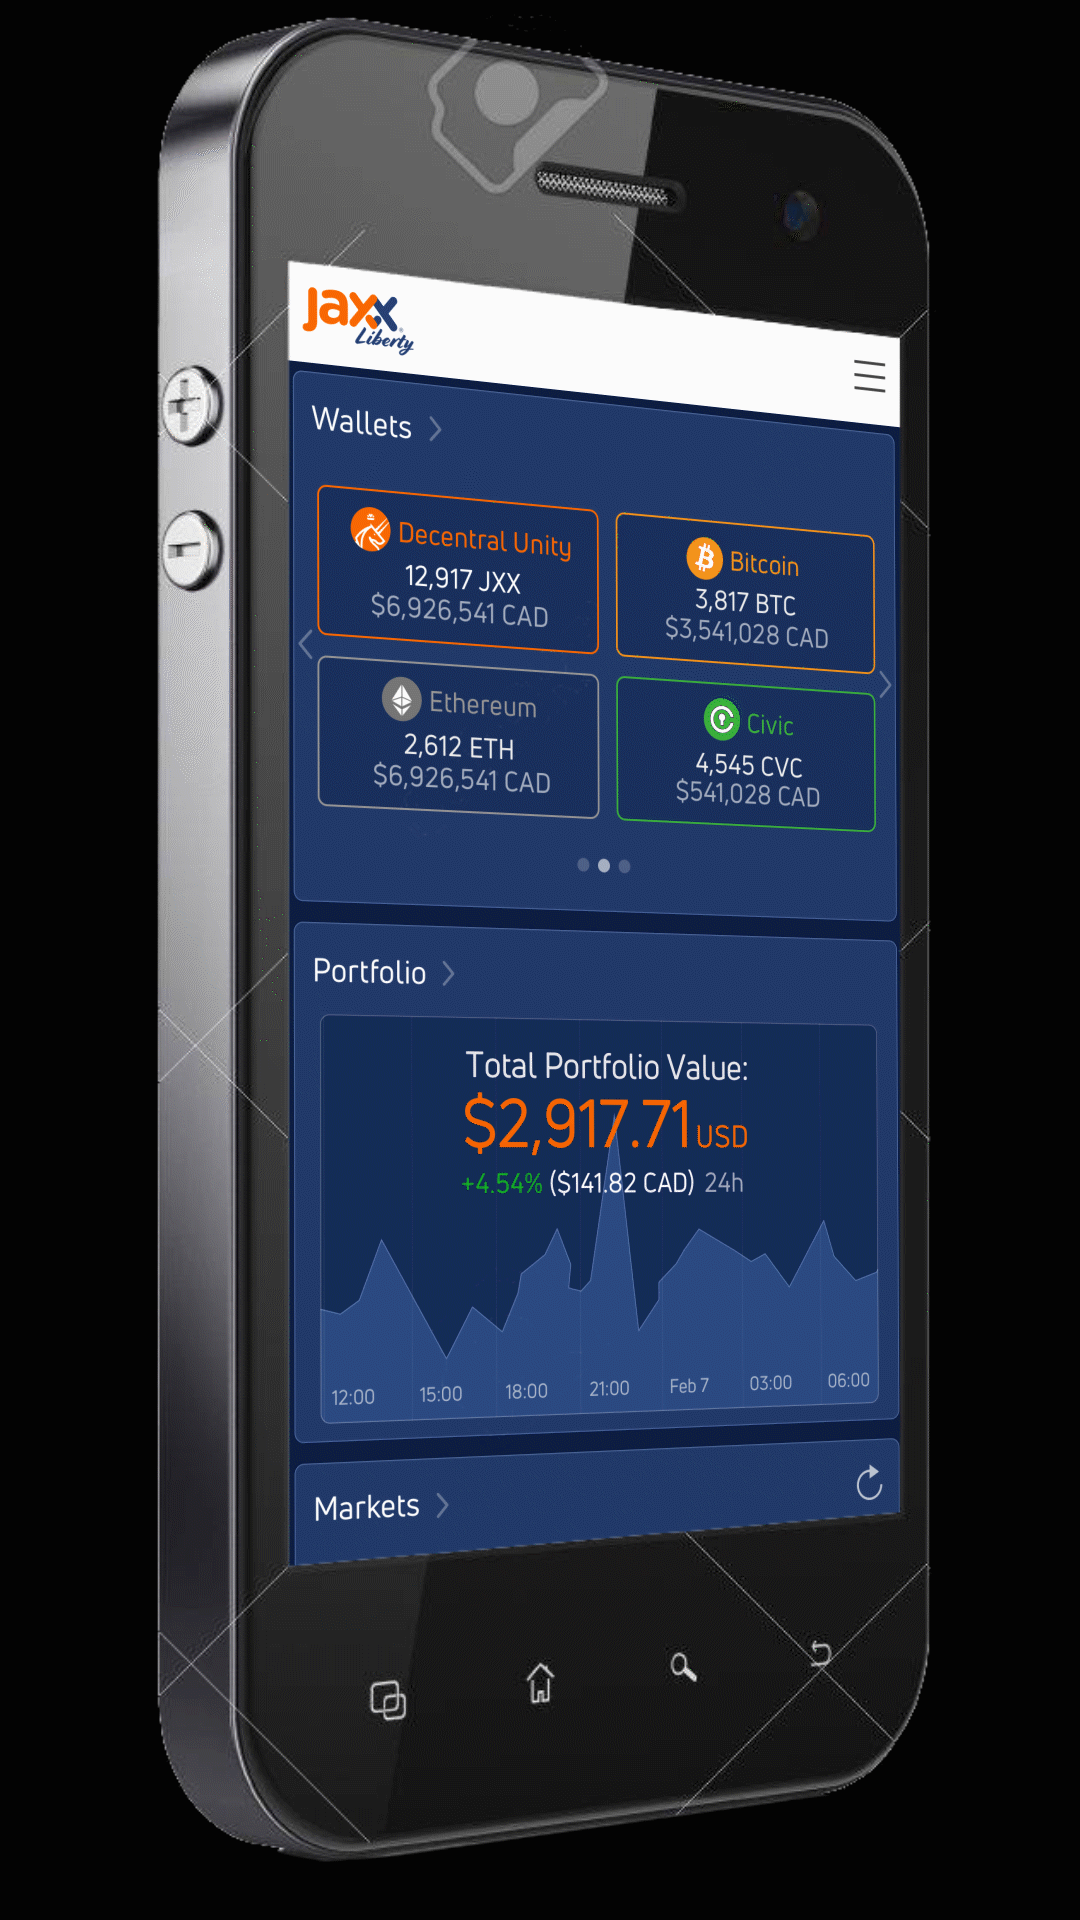 Jaxx
Liberty
Wallets
Decentral Unity
12,917 JXX
$6,926,541 CAD
Bitcoin
3,817 BTC
$3,541,028 CAD
Ethereum
2,612 ETH
$6,926,541 CAD
Civic
4,545 CVC
$541,028 CAD
Portfolio
Total Portfolio Value:
$2,917.71 USD
+4.54% ($141.82 CAD) 24h
12:00 15:00 18:00 21:00 Feb 7 03:00 06:00
Markets